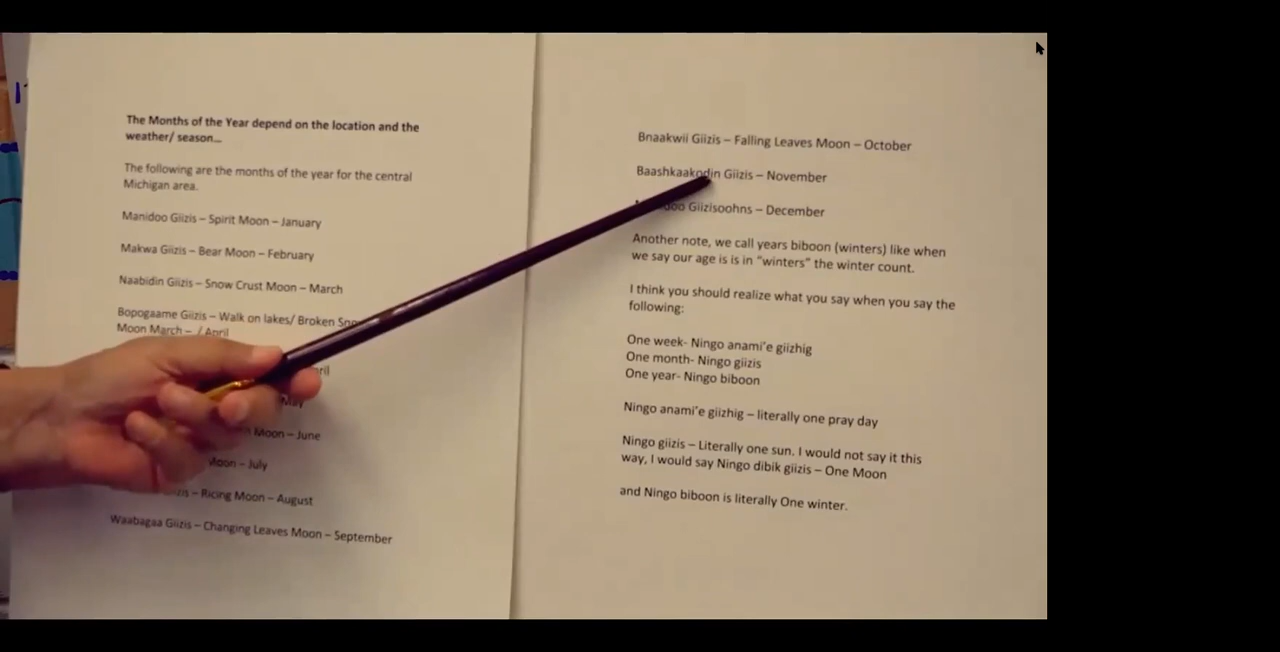 The Months of the Year depend on the location and the
weather/ season...
The following are the months of the year for the central
Michigan area.
Manidoo Giizis – Spirit Moon – January
Makwa Giizis – Bear Moon – February
Naabidin Giizis – Snow Crust Moon – March
Bopogaame Giizis – Walk on lakes/ Broken
Moon March – / April
May
Moon – June
Moon – July
– Ricing Moon – August
Waabagaa Giizis – Changing Leaves Moon – September
Bnaakwii Giizis – Falling Leaves Moon – October
Baashkaakodin Giizis – November
Giizisoohns – December
Another note, we call years biboon (winters) like when
we say our age is is in “winters” the winter count.
I think you should realize what you say when you say the
following:
One week- Ningo anami’e giizhig
One month- Ningo giizis
One year- Ningo biboon
Ningo anami’e giizhig – literally one pray day
Ningo giizis – Literally one sun. I would not say it this
way, I would say Ningo dibik giizis – One Moon
and Ningo biboon is literally One winter.